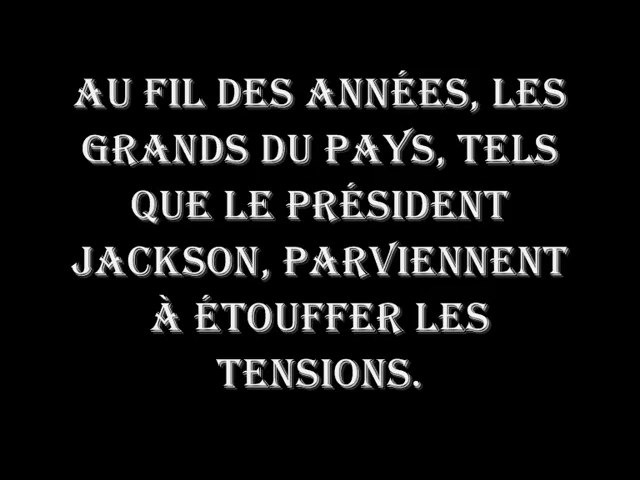 AU FIL DES ANNÉES, LES
GRANDS DU PAYS, TELS
QUE LE PRÉSIDENT
JACKSON, PARVIENNENT
À ÉTOUFFER LES
TENSIONS.